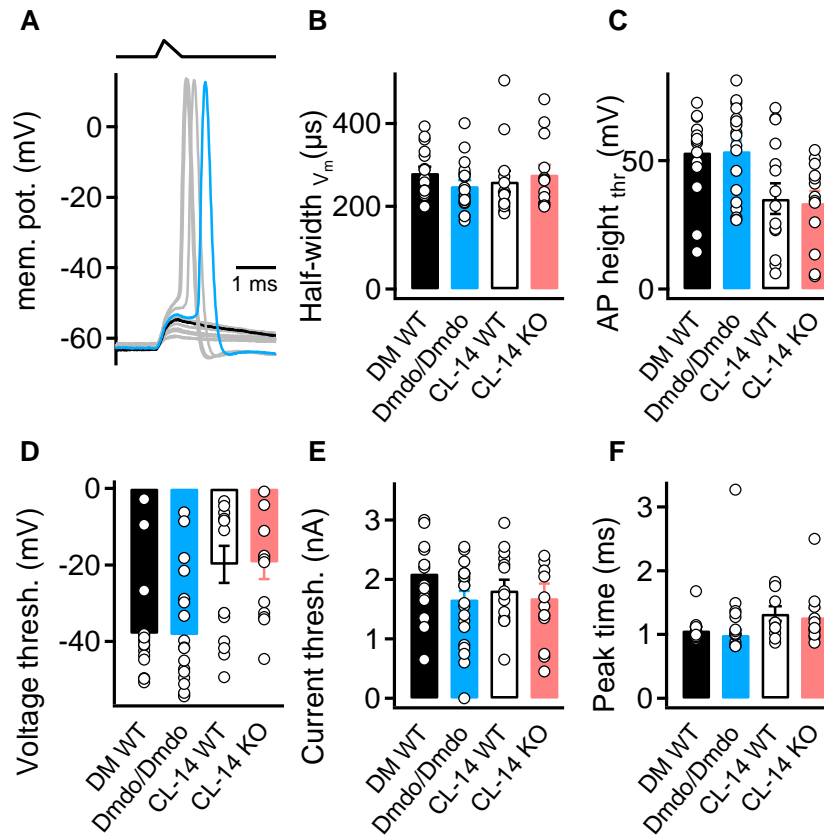 A
mem. pot. (mV)
0
-20
-40
-60
1 ms
B
Half-width Vm (µs)
400
200
0
DM WT
Dmdo/Dmdo
CL-14 WT
CL-14 KO
C
AP height thr (mV)
50
0
DM WT
Dmdo/Dmdo
CL-14 WT
CL-14 KO
D
Voltage thresh. (mV)
0
-20
-40
DM WT
Dmdo/Dmdo
CL-14 WT
CL-14 KO
E
Current thresh. (nA)
3
2
1
0
DM WT
Dmdo/Dmdo
CL-14 WT
CL-14 KO
F
Peak time (ms)
3
2
1
0
DM WT
Dmdo/Dmdo
CL-14 WT
CL-14 KO